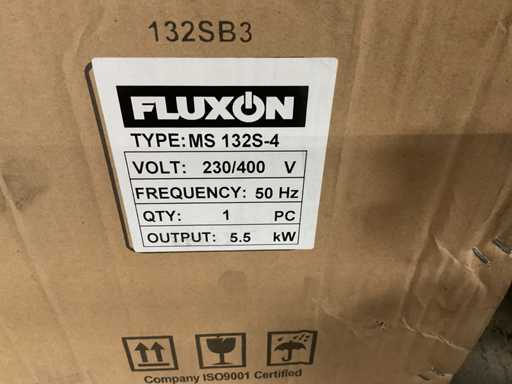 132SB3
FLUXON
TYPE: MS 132S-4
VOLT: 230/400 V
FREQUENCY: 50 Hz
QTY: 1 PC
OUTPUT: 5.5 kW
Company ISO9001 Certified